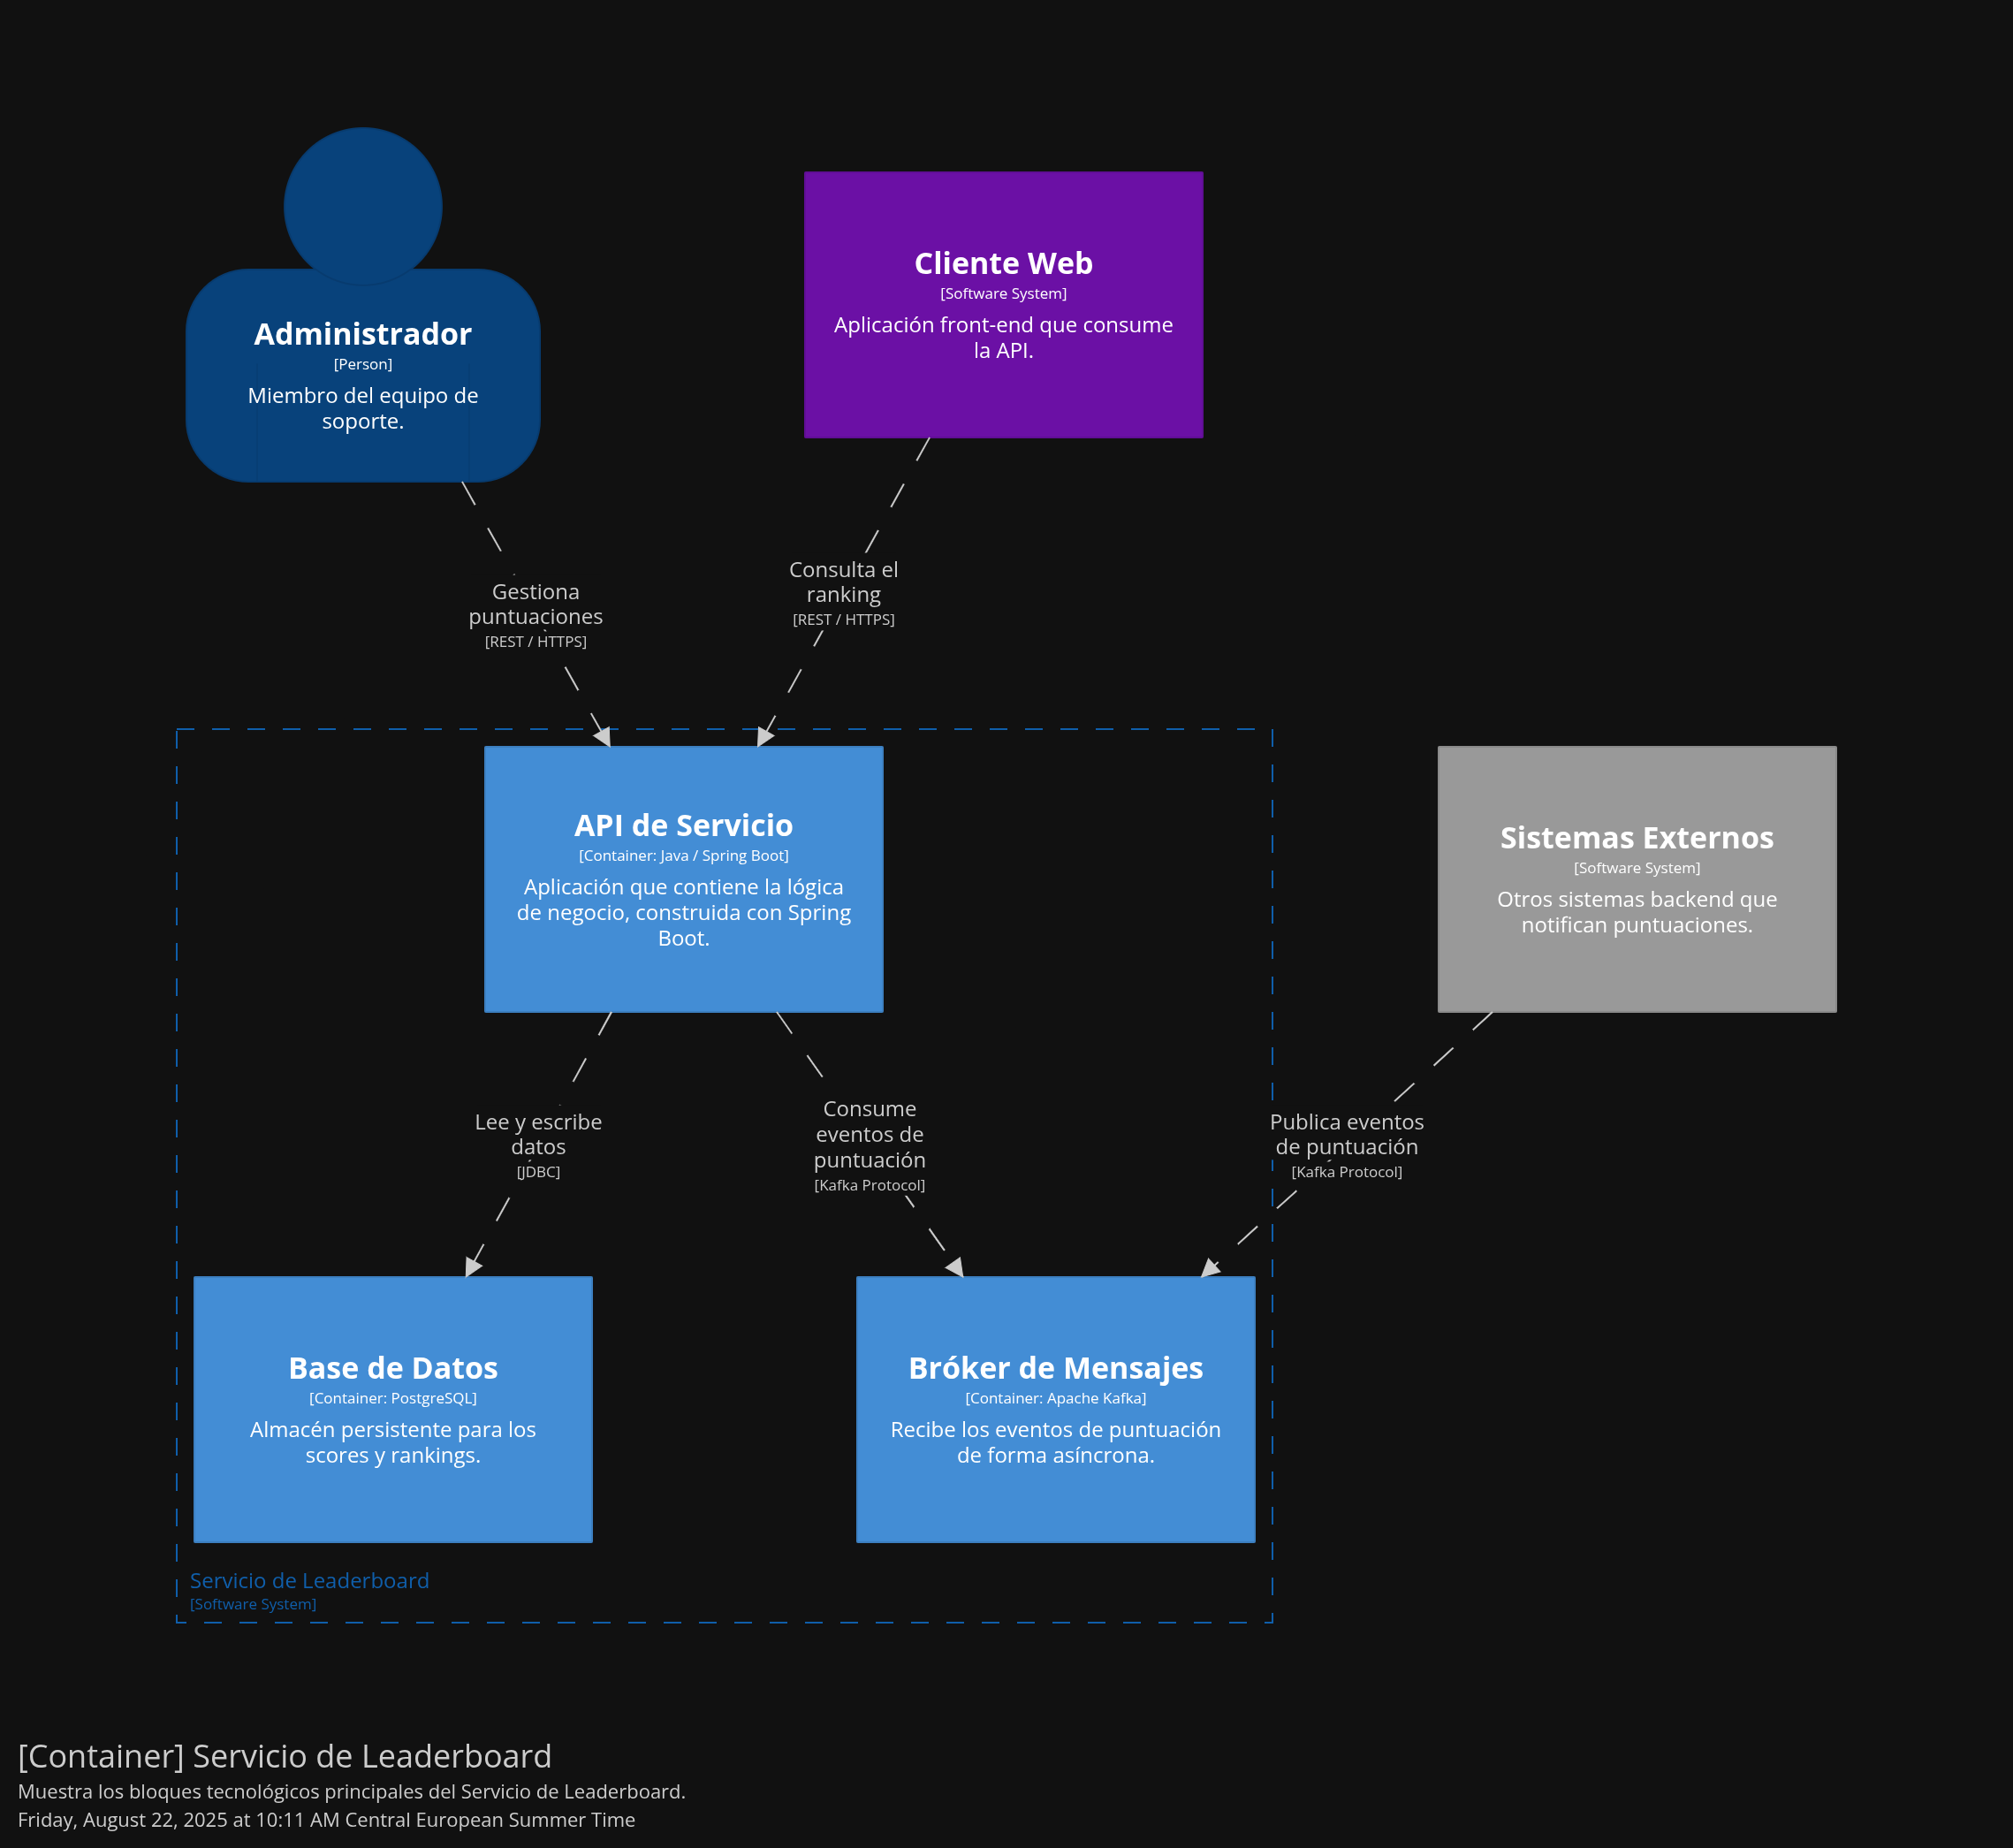 Administrador
[Person]
Miembro del equipo de
soporte.
Cliente Web
[Software System]
Aplicación front-end que consume
la API.
Gestiona
puntuaciones
[REST / HTTPS]
Consulta el
ranking
[REST / HTTPS]
API de Servicio
[Container: Java / Spring Boot]
Aplicación que contiene la lógica
de negocio, construida con Spring
Boot.
Sistemas Externos
[Software System]
Otros sistemas backend que
notifican puntuaciones.
Lee y escribe
datos
[JDBC]
Consume
eventos de
puntuación
[Kafka Protocol]
Publica eventos
de puntuación
[Kafka Protocol]
Base de Datos
[Container: PostgreSQL]
Almacén persistente para los
scores y rankings.
Bróker de Mensajes
[Container: Apache Kafka]
Recibe los eventos de puntuación
de forma asíncrona.
Servicio de Leaderboard
[Software System]
[Container] Servicio de Leaderboard
Muestra los bloques tecnológicos principales del Servicio de Leaderboard.
Friday, August 22, 2025 at 10:11 AM Central European Summer Time